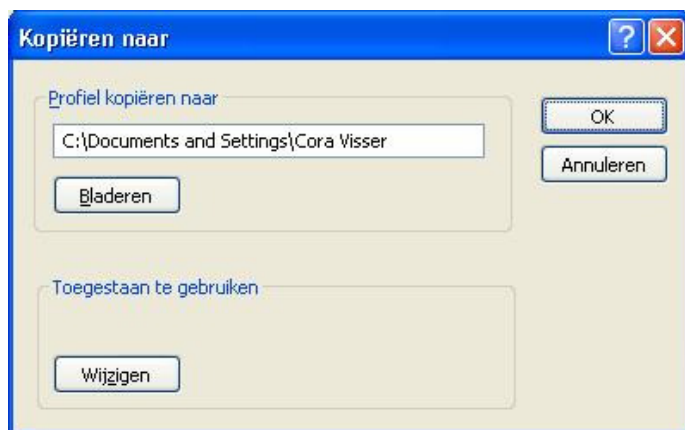 Kopiëren naar
Profiel kopiëren naar
C:\Documents and Settings\Cora Visser
Bladeren
OK
Annuleren
Toegestaan te gebruiken
Wijzigen